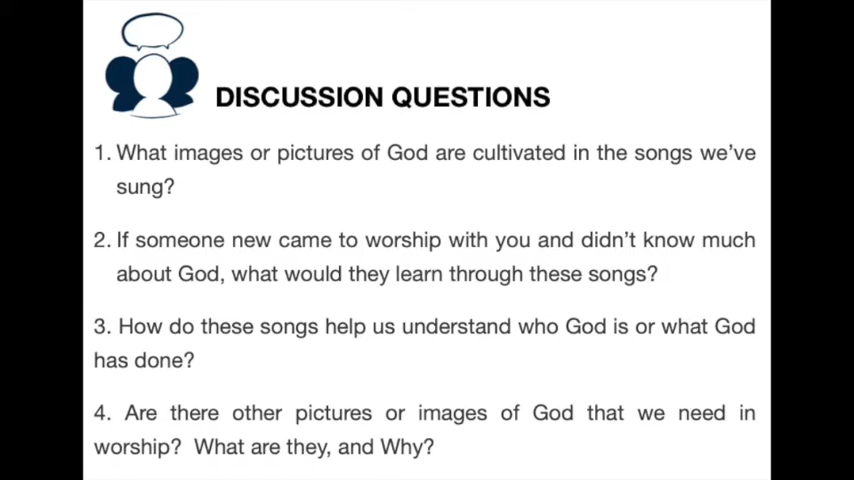 DISCUSSION QUESTIONS
1. What images or pictures of God are cultivated in the songs we’ve
sung?
2. If someone new came to worship with you and didn’t know much
about God, what would they learn through these songs?
3. How do these songs help us understand who God is or what God
has done?
4. Are there other pictures or images of God that we need in
worship?  What are they, and Why?